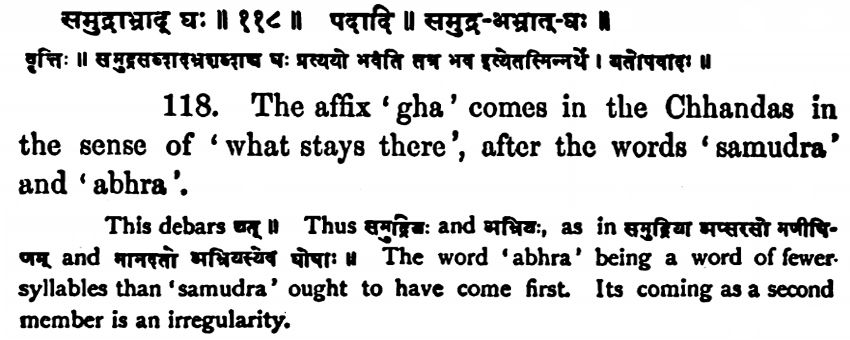 समुद्राभ्राद् घः ॥ ११८ ॥ पदादि ॥ समुद्र-अभ्रात्-घः ॥
वृत्तिः ॥ समुद्रसब्शादभ्रशब्शाच्च घः प्रत्ययो भवेति तत्र भव इत्येतस्मिन्नर्थे । यतोपवादः ॥
118. The affix ‘gha’ comes in the Chhandas in
the sense of ‘what stays there’, after the words ‘samudra’
and ‘abhra’.
This debars यत् ॥ Thus समुद्रियः and अभ्रियः, as in समुद्रिया अप्सरसो मनीषि-
णम् and नानदतो अभ्रियस्येव घोषाः ॥ The word ‘abhra’ being a word of fewer
syllables than ‘samudra’ ought to have come first. Its coming as a second
member is an irregularity.